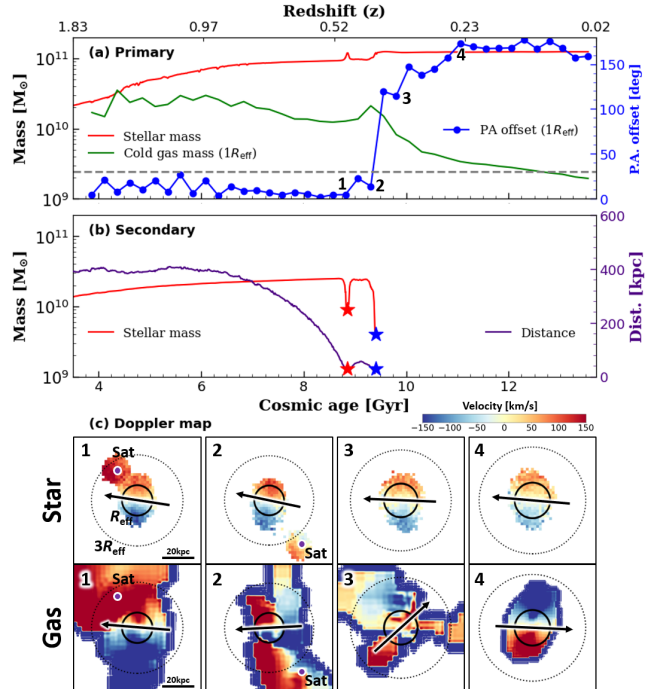 Redshift (z)
1.83 0.97 0.52 0.23 0.02
(a) Primary
Mass [M⊙]
10¹¹
10¹⁰
10⁹
Stellar mass
Cold gas mass (1Reff)
PA offset (1Reff)
1 2 3 4
150
100
50
0
P.A. offset [deg]
(b) Secondary
Mass [M⊙]
10¹¹
10¹⁰
10⁹
Stellar mass
Distance
600
400
200
0
Dist. [kpc]
4 6 8 10 12
Cosmic age [Gyr]
(c) Doppler map
Velocity [km/s]
−150 −100 −50 0 50 100 150
Star
1 Sat
Reff
3Reff
20kpc
2
Sat
3
4
Gas
1 Sat
20kpc
2
Sat
3
4